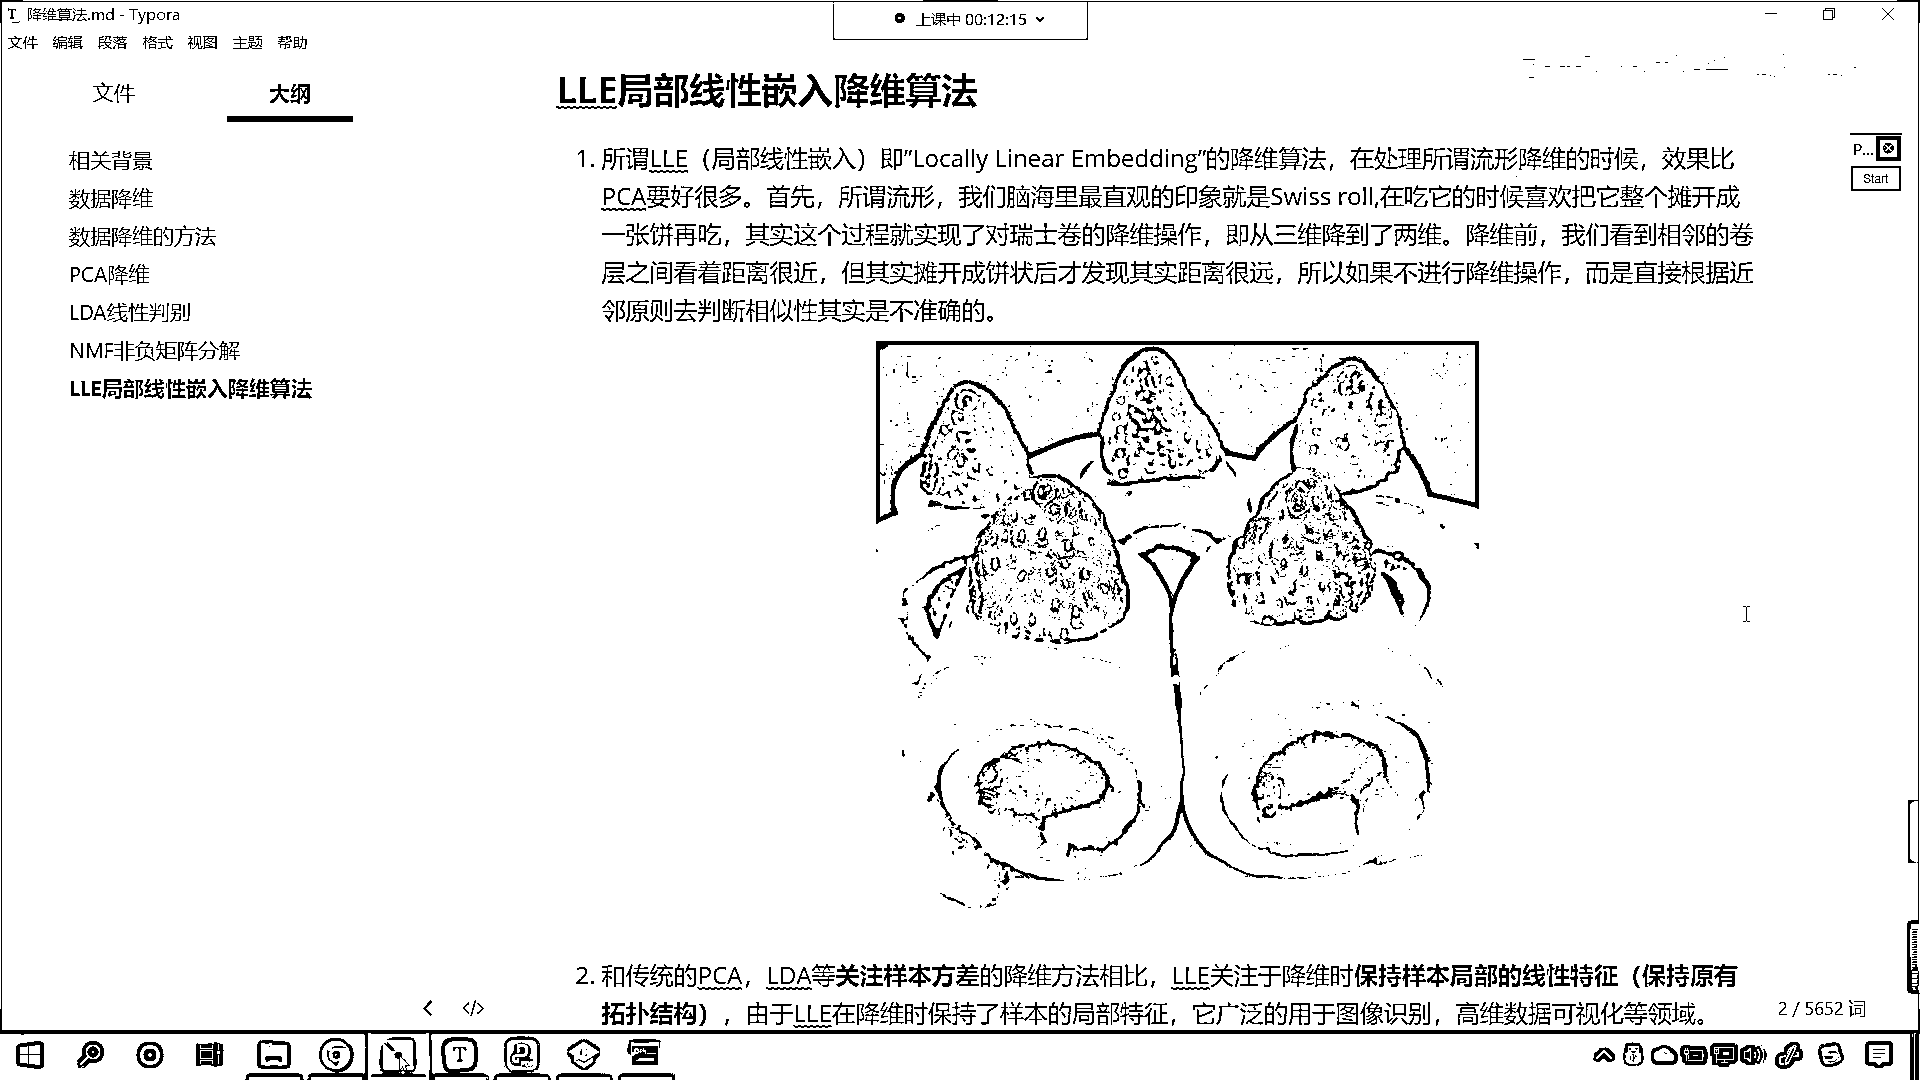 降维算法.md - Typora
上课中 00:12:15
文件 编辑 段落 格式 视图 主题 帮助
文件 大纲
相关背景
数据降维
数据降维的方法
PCA降维
LDA线性判别
NMF非负矩阵分解
LLE局部线性嵌入降维算法
LLE局部线性嵌入降维算法
1. 所谓LLE（局部线性嵌入）即”Locally Linear Embedding”的降维算法，在处理所谓流形降维的时候，效果比
PCA要好很多。首先，所谓流形，我们脑海里最直观的印象就是Swiss roll,在吃它的时候喜欢把它整个摊开成
一张饼再吃，其实这个过程就实现了对瑞士卷的降维操作，即从三维降到了两维。降维前，我们看到相邻的卷
层之间看着距离很近，但其实摊开成饼状后才发现其实距离很远，所以如果不进行降维操作，而是直接根据近
邻原则去判断相似性其实是不准确的。
P...
Start
2. 和传统的PCA，LDA等关注样本方差的降维方法相比，LLE关注于降维时保持样本局部的线性特征（保持原有
拓扑结构），由于LLE在降维时保持了样本的局部特征，它广泛的用于图像识别，高维数据可视化等领域。
2 / 5652 词